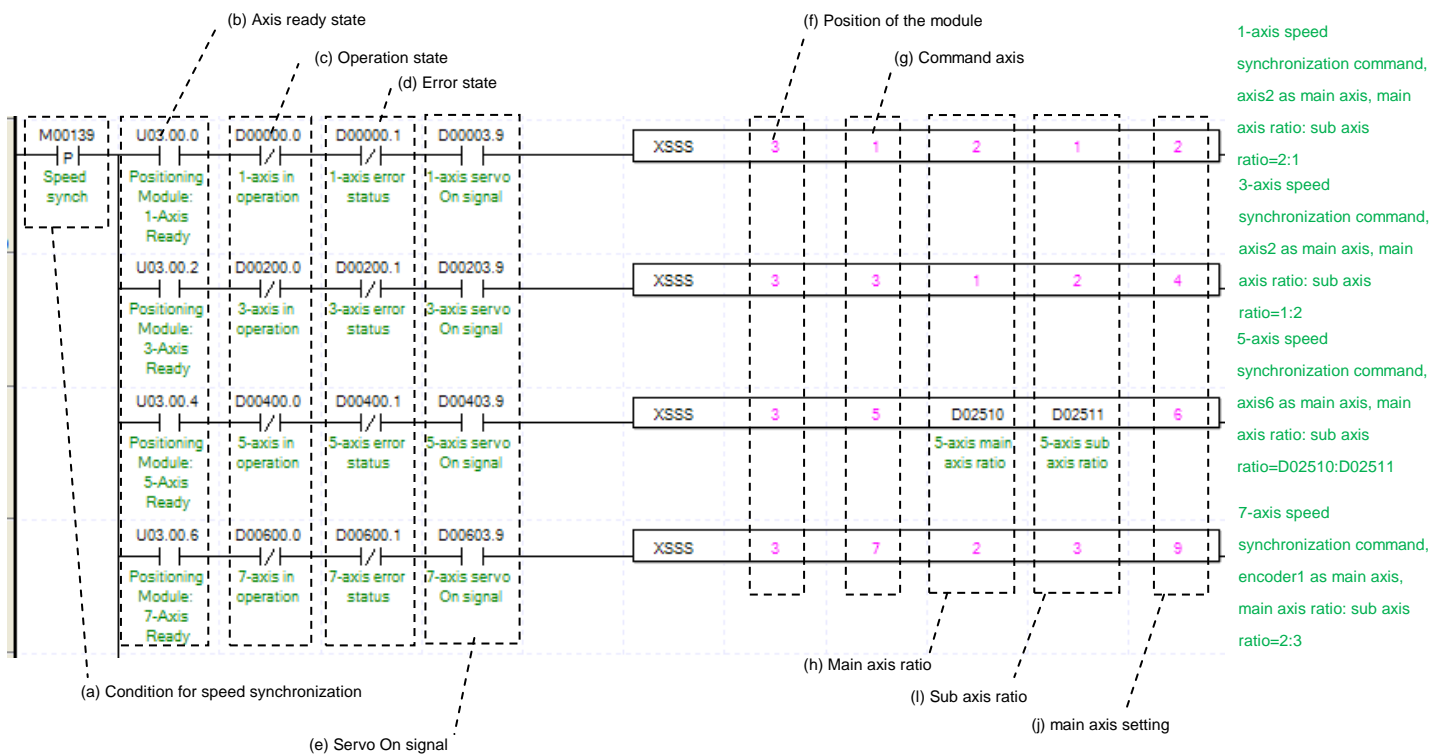 (b) Axis ready state
(c) Operation state
(d) Error state
(f) Position of the module
(g) Command axis
M00139
P
Speed
synch
U03.00.0
Positioning
Module:
1-Axis
Ready
D00000.0
1-axis in
operation
D00000.1
1-axis error
status
D00003.9
1-axis servo
On signal
XSSS 3 1 2 1 2
1-axis speed
synchronization command,
axis2 as main axis, main
axis ratio: sub axis
ratio=2:1
U03.00.2
Positioning
Module:
3-Axis
Ready
D00200.0
3-axis in
operation
D00200.1
3-axis error
status
D00203.9
3-axis servo
On signal
XSSS 3 3 1 2 4
3-axis speed
synchronization command,
axis2 as main axis, main
axis ratio: sub axis
ratio=1:2
U03.00.4
Positioning
Module:
5-Axis
Ready
D00400.0
5-axis in
operation
D00400.1
5-axis error
status
D00403.9
5-axis servo
On signal
XSSS 3 5 D02510 D02511 6
5-axis main
axis ratio
5-axis sub
axis ratio
5-axis speed
synchronization command,
axis6 as main axis, main
axis ratio: sub axis
ratio=D02510:D02511
U03.00.6
Positioning
Module:
7-Axis
Ready
D00600.0
7-axis in
operation
D00600.1
7-axis error
status
D00603.9
7-axis servo
On signal
XSSS 3 7 2 3 9
7-axis speed
synchronization command,
encoder1 as main axis,
main axis ratio: sub axis
ratio=2:3
(a) Condition for speed synchronization
(e) Servo On signal
(h) Main axis ratio
(l) Sub axis ratio
(j) main axis setting